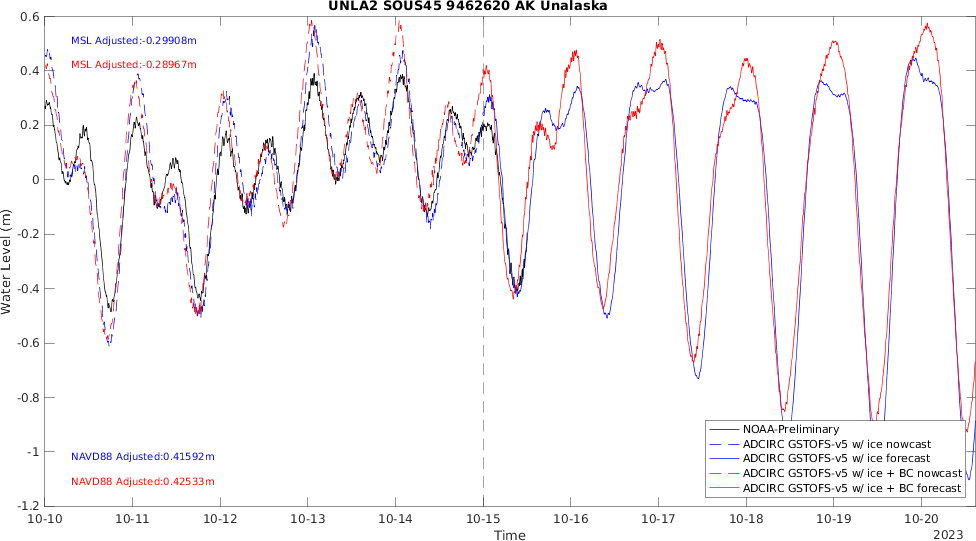 UNLA2 SOUS45 9462620 AK Unalaska
0.6
0.4
0.2
0
-0.2
-0.4
-0.6
-0.8
-1
-1.2
Water Level (m)
MSL Adjusted:-0.29908m
MSL Adjusted:-0.28967m
NAVD88 Adjusted:0.41592m
NAVD88 Adjusted:0.42533m
NOAA-Preliminary
ADCIRC GSTOFS-v5 w/ ice nowcast
ADCIRC GSTOFS-v5 w/ ice forecast
ADCIRC GSTOFS-v5 w/ ice + BC nowcast
ADCIRC GSTOFS-v5 w/ ice + BC forecast
10-10 10-11 10-12 10-13 10-14 10-15 10-16 10-17 10-18 10-19 10-20
Time
2023